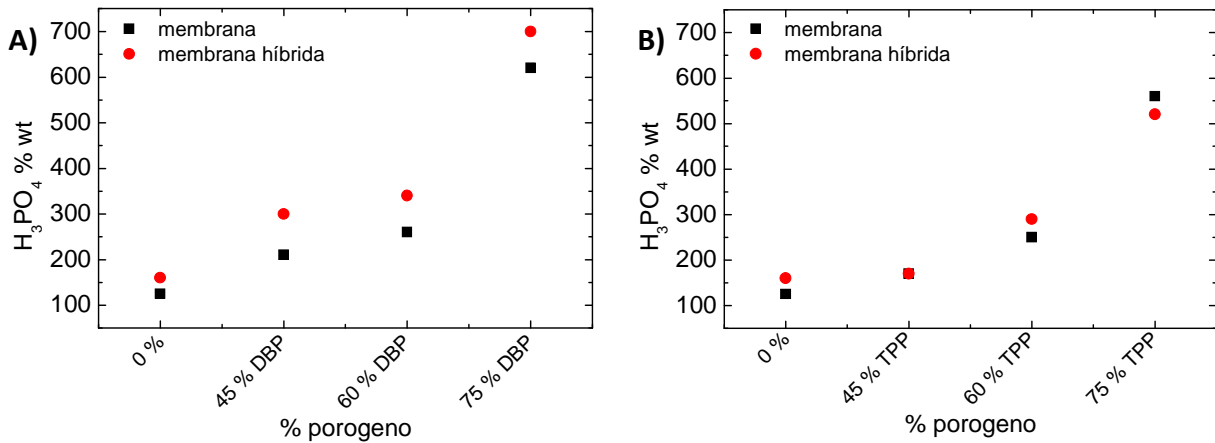 A)
membrana
membrana híbrida
700
600
500
400
300
200
100
H₃PO₄ % wt
0 %
45 % DBP
60 % DBP
75 % DBP
% porogeno
B)
membrana
membrana híbrida
700
600
500
400
300
200
100
H₃PO₄ % wt
0 %
45 % TPP
60 % TPP
75 % TPP
% porogeno